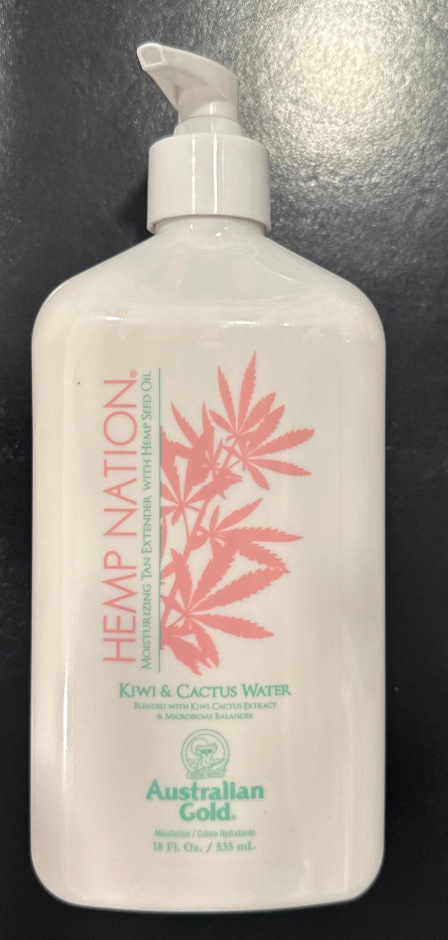 HEMP NATION®
MOISTURIZING TAN EXTENDER WITH HEMP SEED OIL
KIWI & CACTUS WATER
BLENDED WITH KIWI, CACTUS EXTRACT
& MICROBIOME BALANCER
Australian
Gold®
Moisturizer / Crème Hydratante
18 FL. OZ. / 535 mL